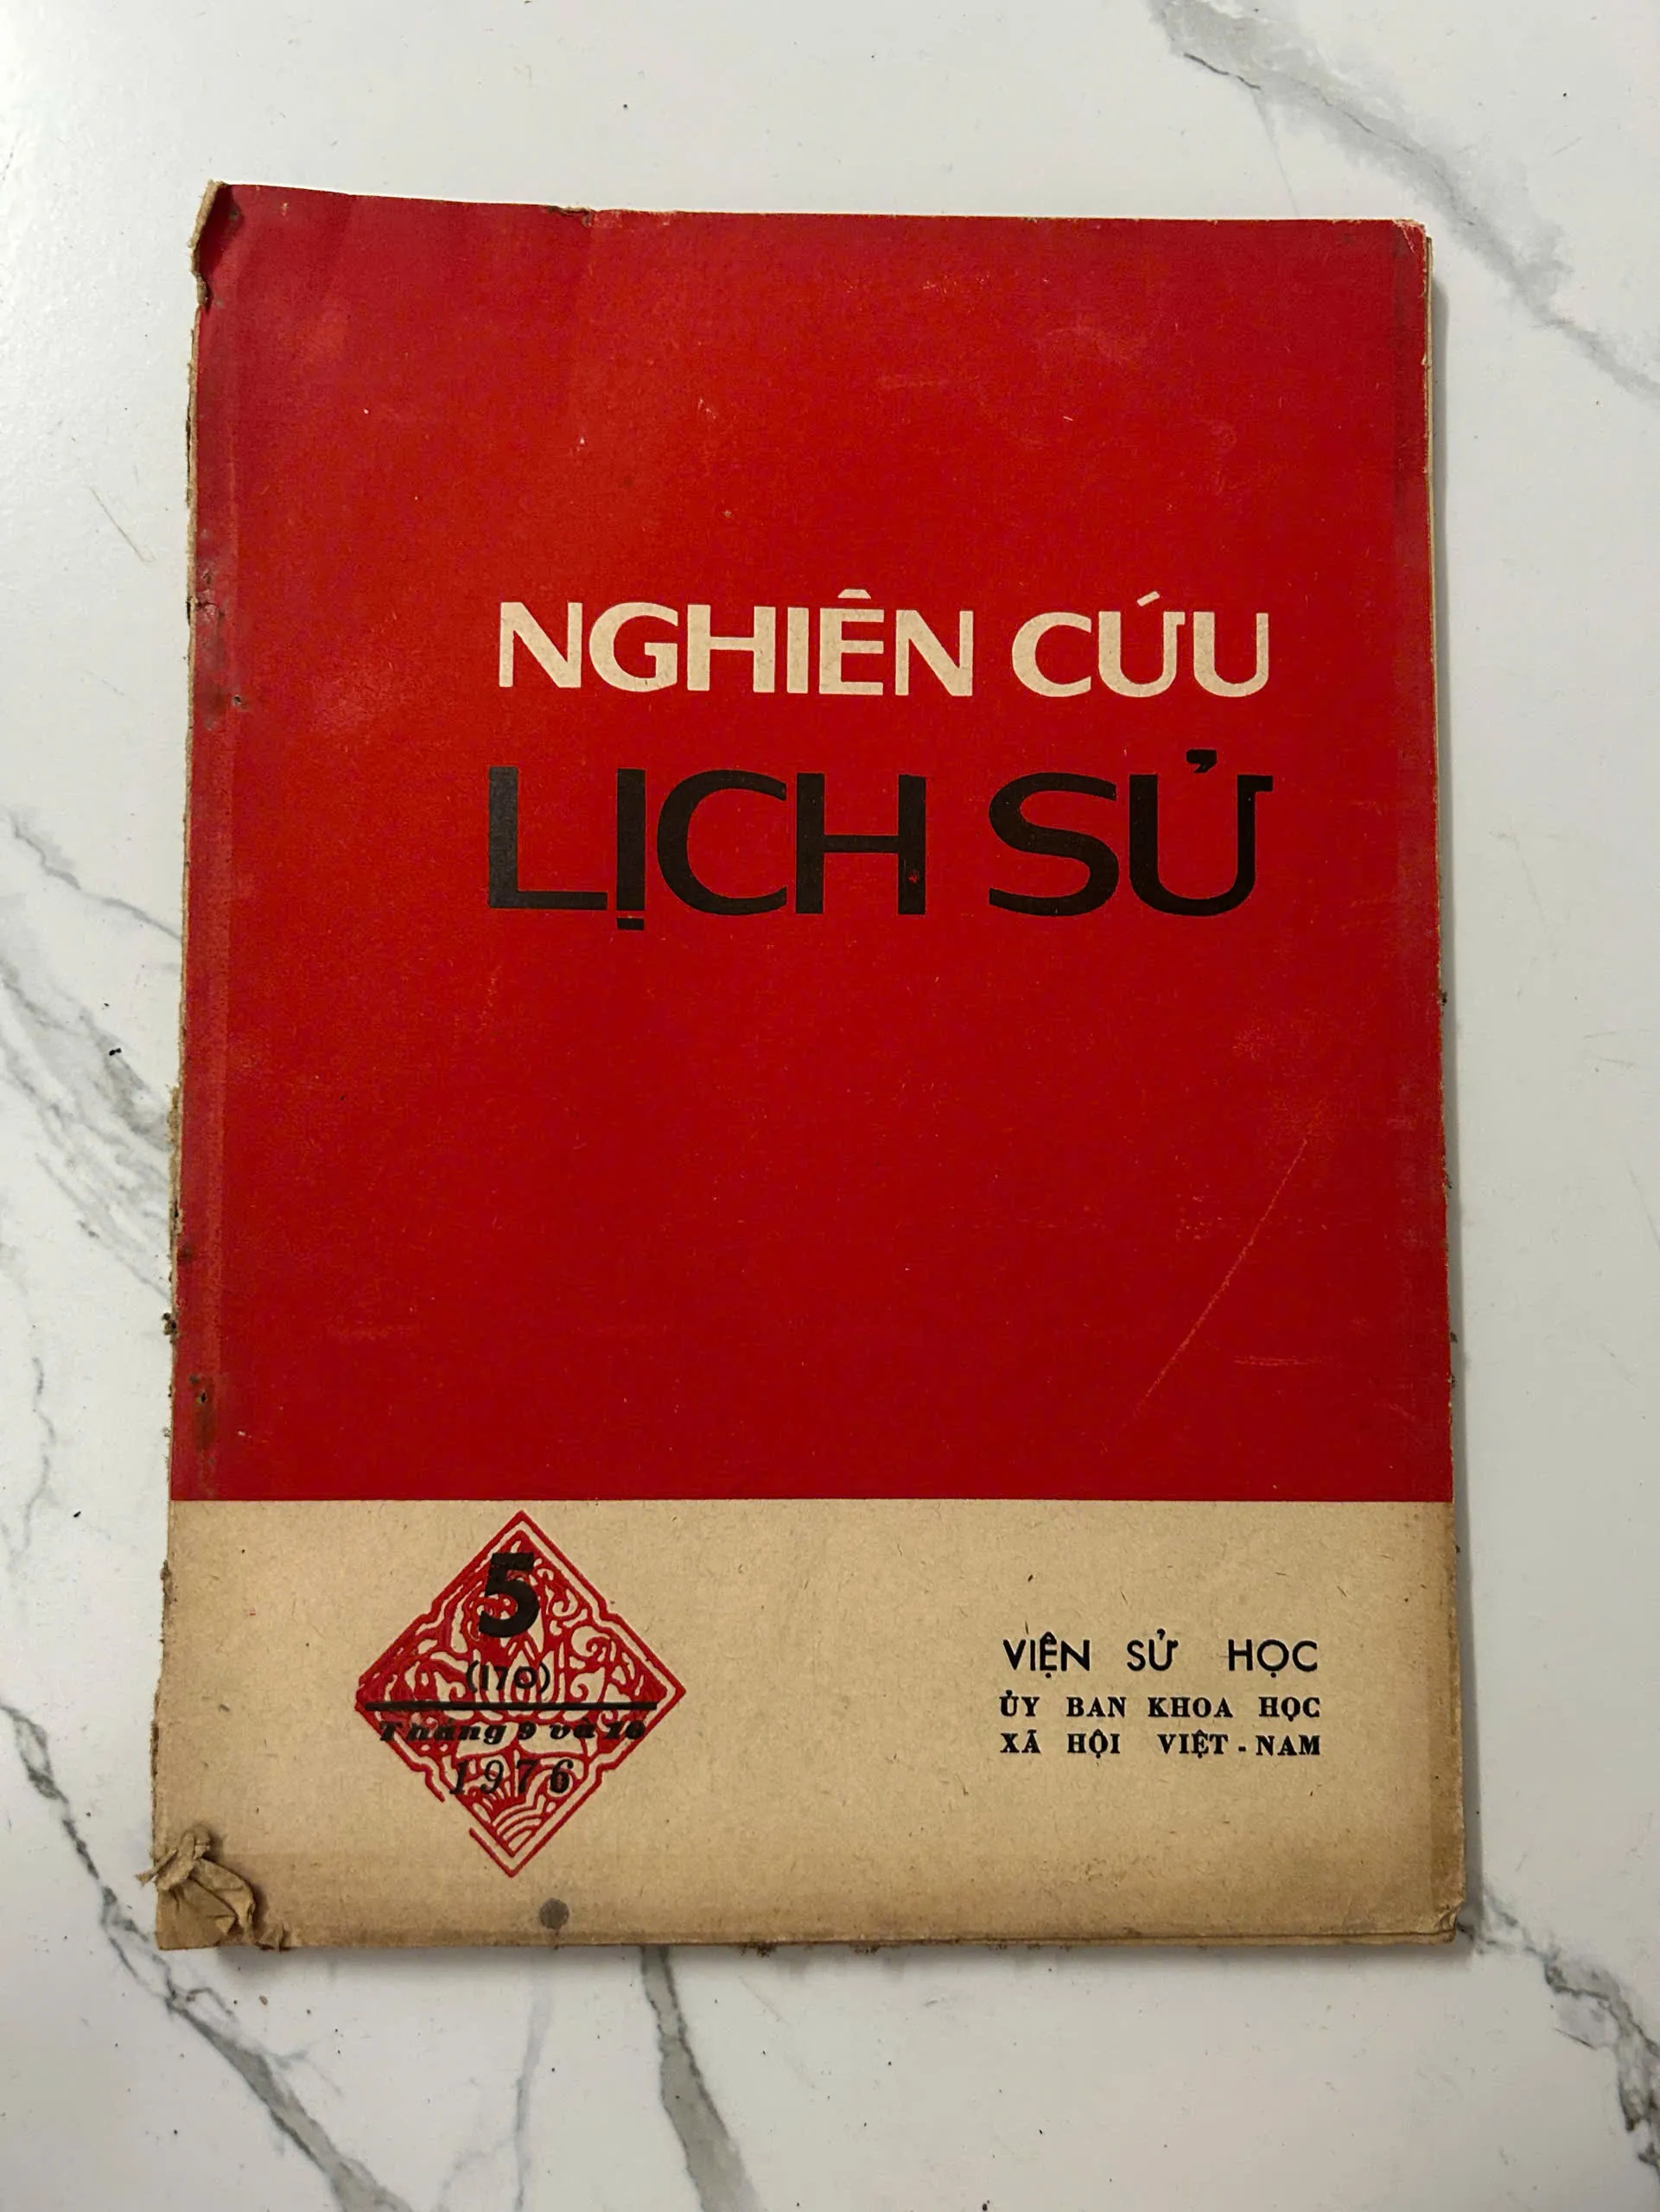 NGHIÊN CỨU
LỊCH SỬ
5
(170)
Tháng 9 và 10
1976
VIỆN SỬ HỌC
ỦY BAN KHOA HỌC
XÃ HỘI VIỆT-NAM